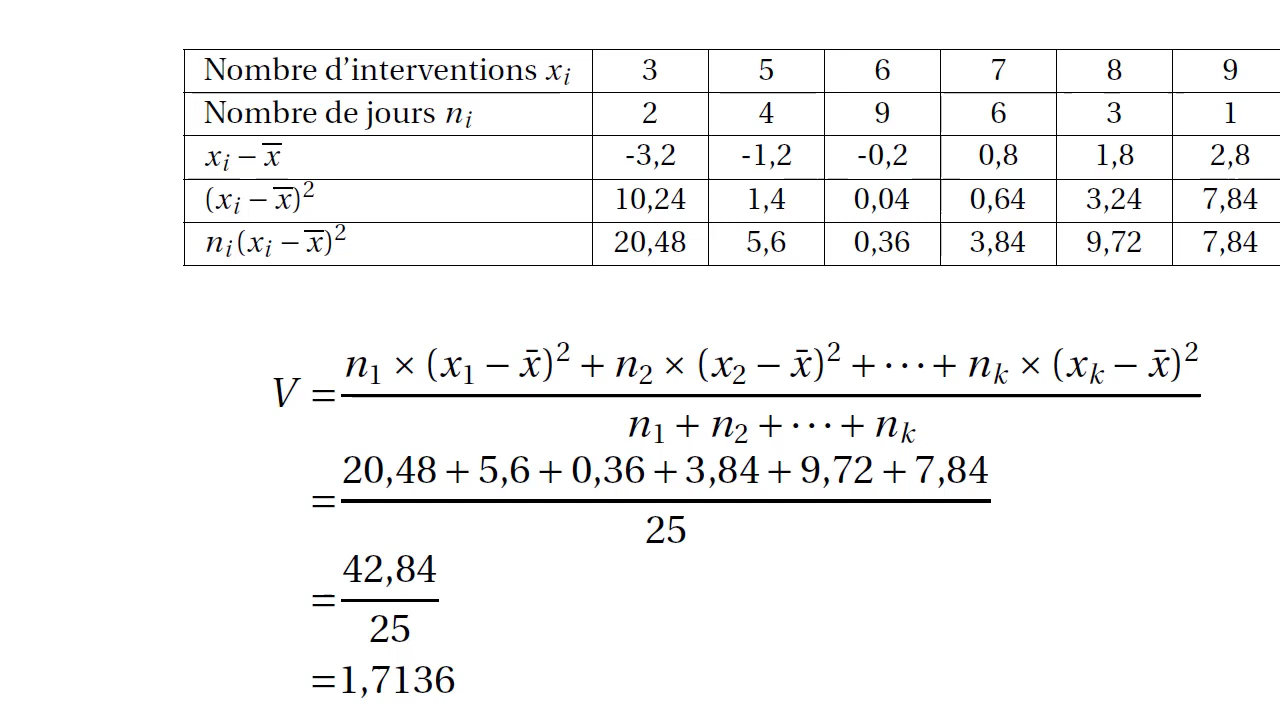 Nombre d'interventions xᵢ 3 5 6 7 8 9
Nombre de jours nᵢ 2 4 9 6 3 1
xᵢ − x̅ -3,2 -1,2 -0,2 0,8 1,8 2,8
(xᵢ − x̅)² 10,24 1,4 0,04 0,64 3,24 7,84
nᵢ(xᵢ − x̅)² 20,48 5,6 0,36 3,84 9,72 7,84
n₁ × (x₁ − x̄)² + n₂ × (x₂ − x̄)² + ⋯ + nₖ × (xₖ − x̄)²
V =
n₁ + n₂ + ⋯ + nₖ
20,48 + 5,6 + 0,36 + 3,84 + 9,72 + 7,84
=
25
42,84
=
25
=1,7136